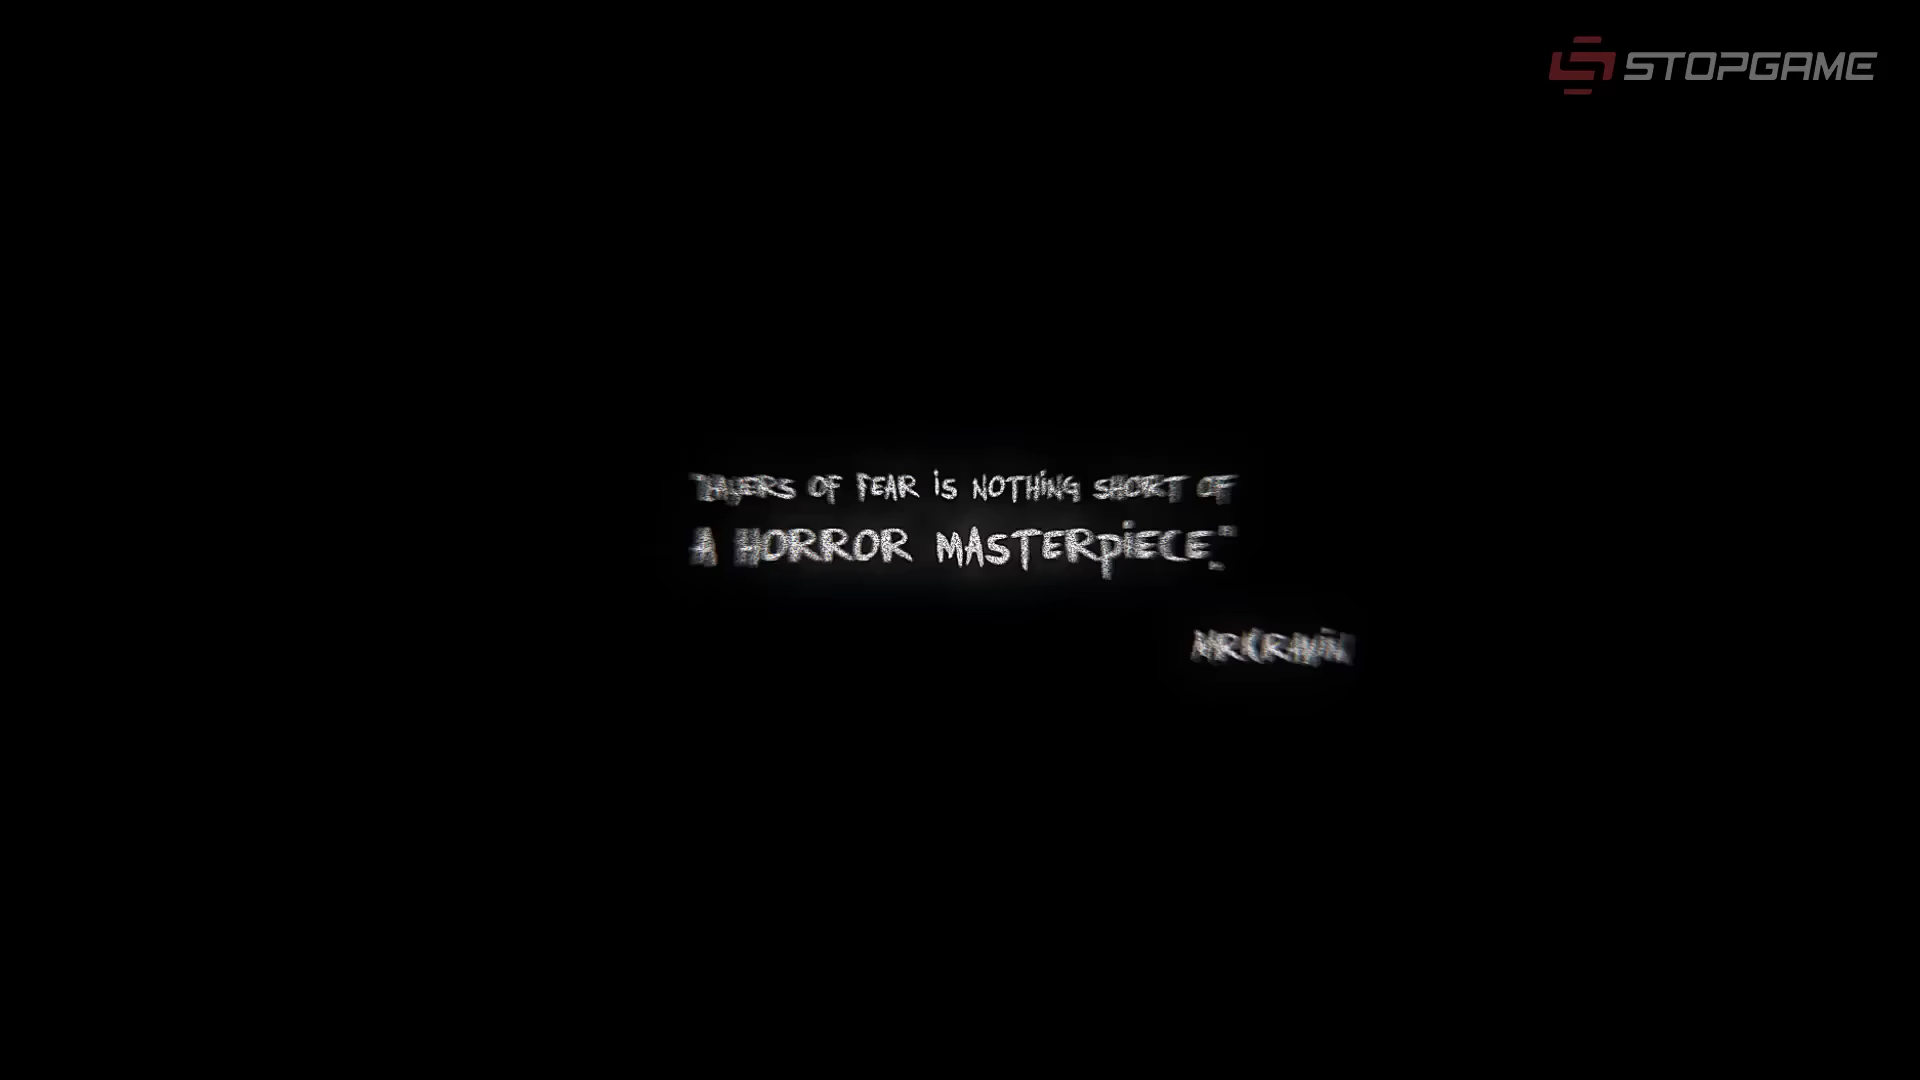 STOPGAME
"LAYERS OF FEAR IS NOTHING SHORT OF
A HORROR MASTERPIECE."